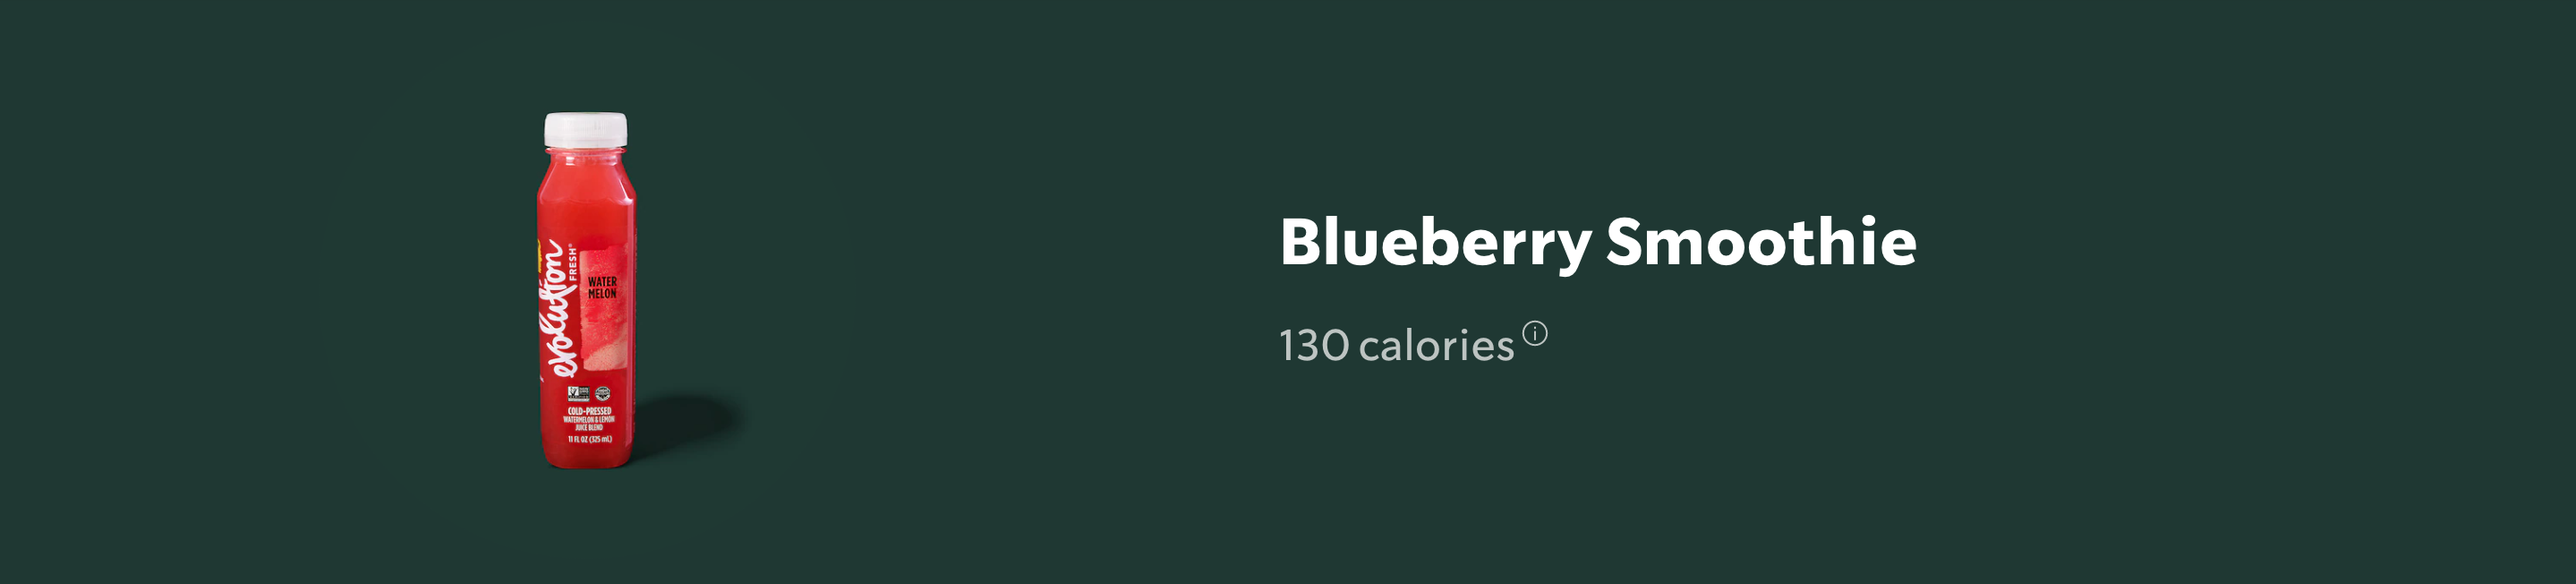 evolution
FRESH
WATER
MELON
COLD-PRESSED
WATERMELON & LEMON
JUICE BLEND
11 FL OZ (325 mL)
Blueberry Smoothie
130 calories